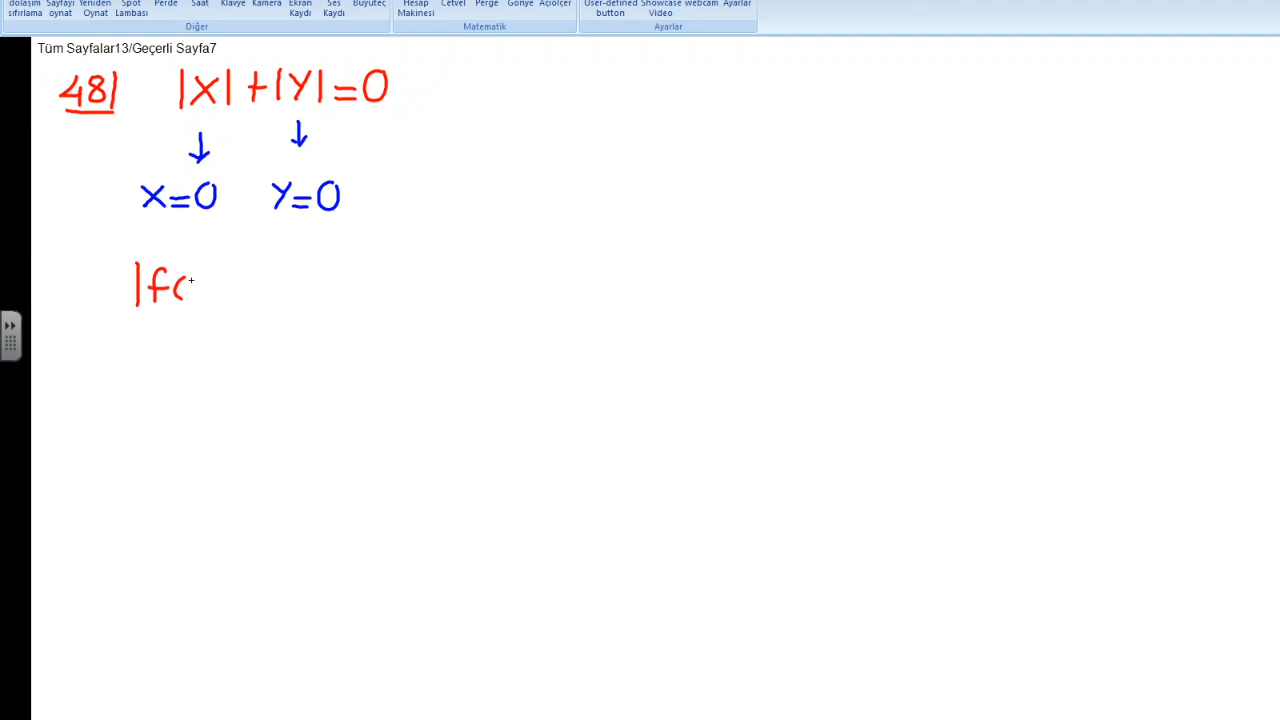 dolaşım Sayfayı Yeniden Spot Perde Saat Klavye Kamera Ekran Ses Büyüteç Hesap Cetvel Perge Gönye Açıölçer User-defined Showcase webcam Ayarlar
sıfırlama oynat Oynat Lambası Kaydı Kaydı Makinesi button Video
Diğer Matematik Ayarlar
Tüm Sayfalar13/Geçerli Sayfa7
48) |X| + |Y| = 0
↓ ↓
X=0 Y=0
|f(